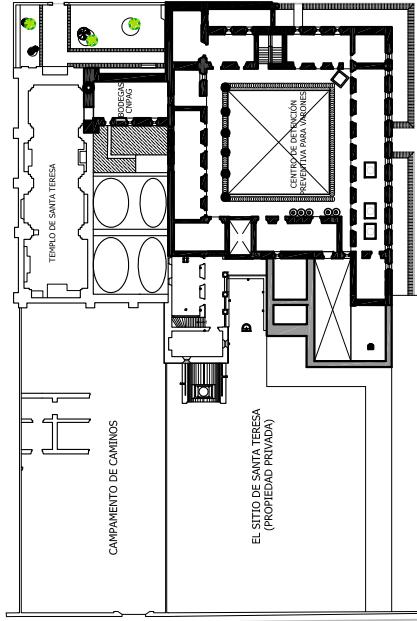 BODEGAS
CNPAG
CENTRO DE DETENCIÓN
PREVENTIVA PARA VARONES
TEMPLO DE SANTA TERESA
CAMPAMENTO DE CAMINOS
EL SITIO DE SANTA TERESA
(PROPIEDAD PRIVADA)